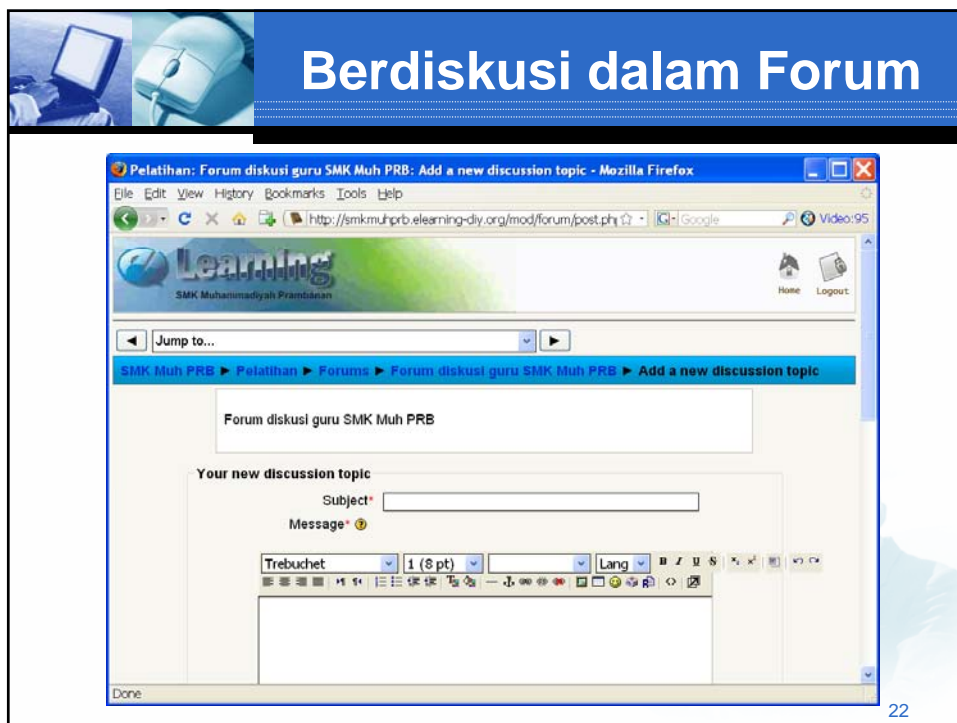 Berdiskusi dalam Forum
Pelatihan: Forum diskusi guru SMK Muh PRB: Add a new discussion topic - Mozilla Firefox
File Edit View History Bookmarks Tools Help
http://smkmuhprb.elearning-diy.org/mod/forum/post.ph Google Video:95
Learning
SMK Muhammadiyah Prambanan
Home Logout
Jump to...
SMK Muh PRB ► Pelatihan ► Forums ► Forum diskusi guru SMK Muh PRB ► Add a new discussion topic
Forum diskusi guru SMK Muh PRB
Your new discussion topic
Subject*
Message*
Trebuchet 1 (8 pt) Lang B I U S
Done
22